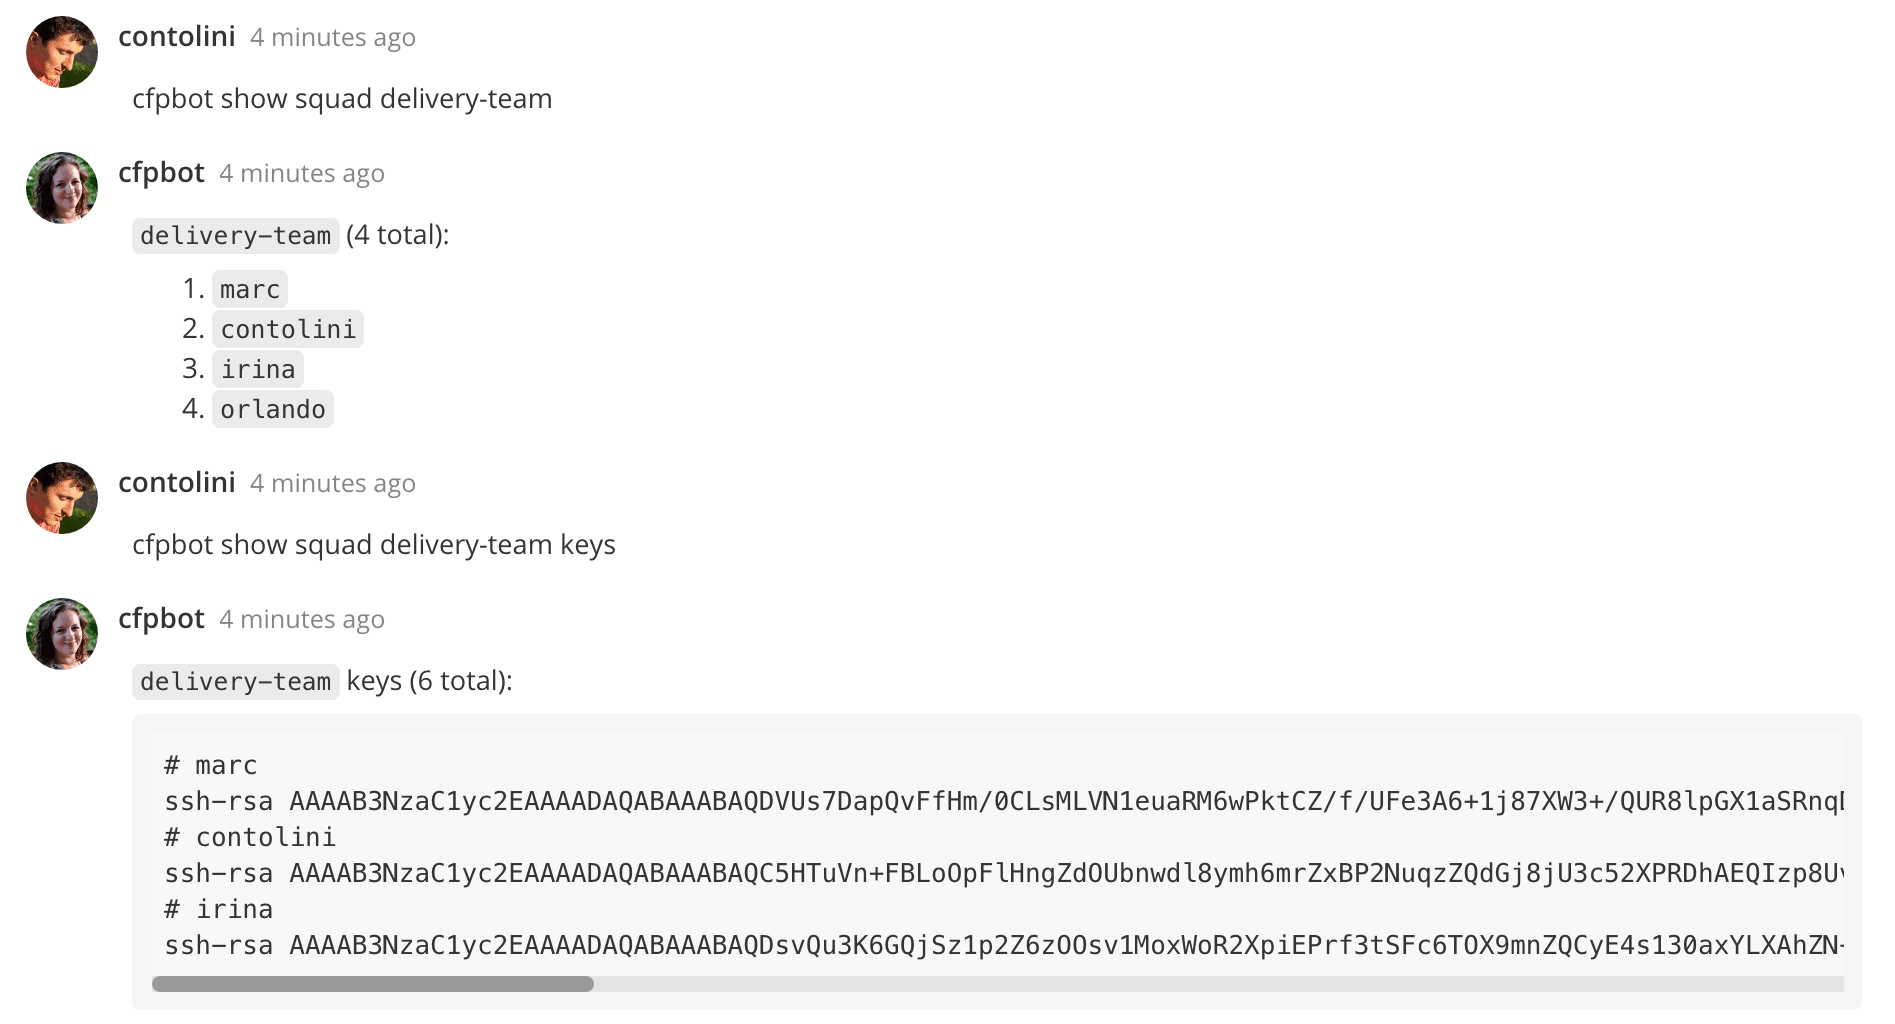 contolini 4 minutes ago
cfpbot show squad delivery-team
cfpbot 4 minutes ago
delivery-team (4 total):
1. marc
2. contolini
3. irina
4. orlando
contolini 4 minutes ago
cfpbot show squad delivery-team keys
cfpbot 4 minutes ago
delivery-team keys (6 total):
# marc
ssh-rsa AAAAB3NzaC1yc2EAAAADAQABAAABAQDVUs7DapQvFfHm/0CLsMLVN1euaRM6wPktCZ/f/UFe3A6+1j87XW3+/QUR8lpGX1aSRnq
# contolini
ssh-rsa AAAAB3NzaC1yc2EAAAADAQABAAABAQC5HTuVn+FBLoOpFlHngZdOUbnwdl8ymh6mrZxBP2NuqzZQdGj8jU3c52XPRDhAEQIzp8U
# irina
ssh-rsa AAAAB3NzaC1yc2EAAAADAQABAAABAQDsvQu3K6GQjSz1p2Z6zOOsv1MoxWoR2XpiEPrf3tSFc6TOX9mnZQCyE4s130axYLXAhZN